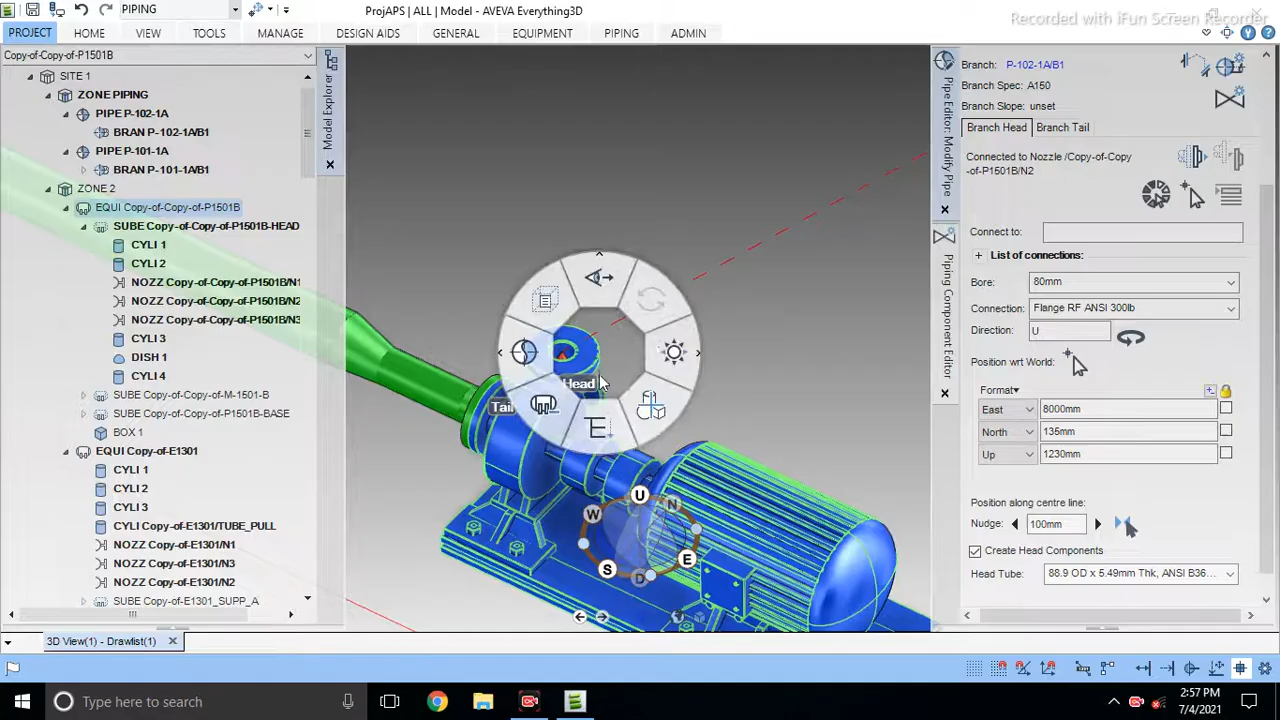 PIPING
ProjAPS | ALL | Model - AVEVA Everything3D
Recorded with iFun Screen Recorder
PROJECT HOME VIEW TOOLS MANAGE DESIGN AIDS GENERAL EQUIPMENT PIPING ADMIN
Copy-of-Copy-of-P1501B
SITE 1
ZONE PIPING
PIPE P-102-1A
BRAN P-102-1A/B1
PIPE P-101-1A
BRAN P-101-1A/B1
ZONE 2
EQUI Copy-of-Copy-of-P1501B
SUBE Copy-of-Copy-of-P1501B-HEAD
CYLI 1
CYLI 2
NOZZ Copy-of-Copy-of-P1501B/N1
NOZZ Copy-of-Copy-of-P1501B/N2
NOZZ Copy-of-Copy-of-P1501B/N3
CYLI 3
DISH 1
CYLI 4
SUBE Copy-of-Copy-of-M-1501-B
SUBE Copy-of-Copy-of-P1501B-BASE
BOX 1
EQUI Copy-of-E1301
CYLI 1
CYLI 2
CYLI 3
CYLI Copy-of-E1301/TUBE_PULL
NOZZ Copy-of-E1301/N1
NOZZ Copy-of-E1301/N3
NOZZ Copy-of-E1301/N2
SUBE Copy-of-E1301_SUPP_A
Model Explorer
Head
Tail
U
N
W
E
S
D
Pipe Editor: Modify Pipe
Piping Component Editor
Branch: P-102-1A/B1
Branch Spec: A150
Branch Slope: unset
Branch Head Branch Tail
Connected to Nozzle /Copy-of-Copy
-of-P1501B/N2
Connect to:
List of connections:
Bore: 80mm
Connection: Flange RF ANSI 300lb
Direction: U
Position wrt World:
Format
East 8000mm
North 135mm
Up 1230mm
Position along centre line:
Nudge: 100mm
Create Head Components
Head Tube: 88.9 OD x 5.49mm Thk, ANSI B36...
3D View(1) - Drawlist(1)
Type here to search
2:57 PM
7/4/2021